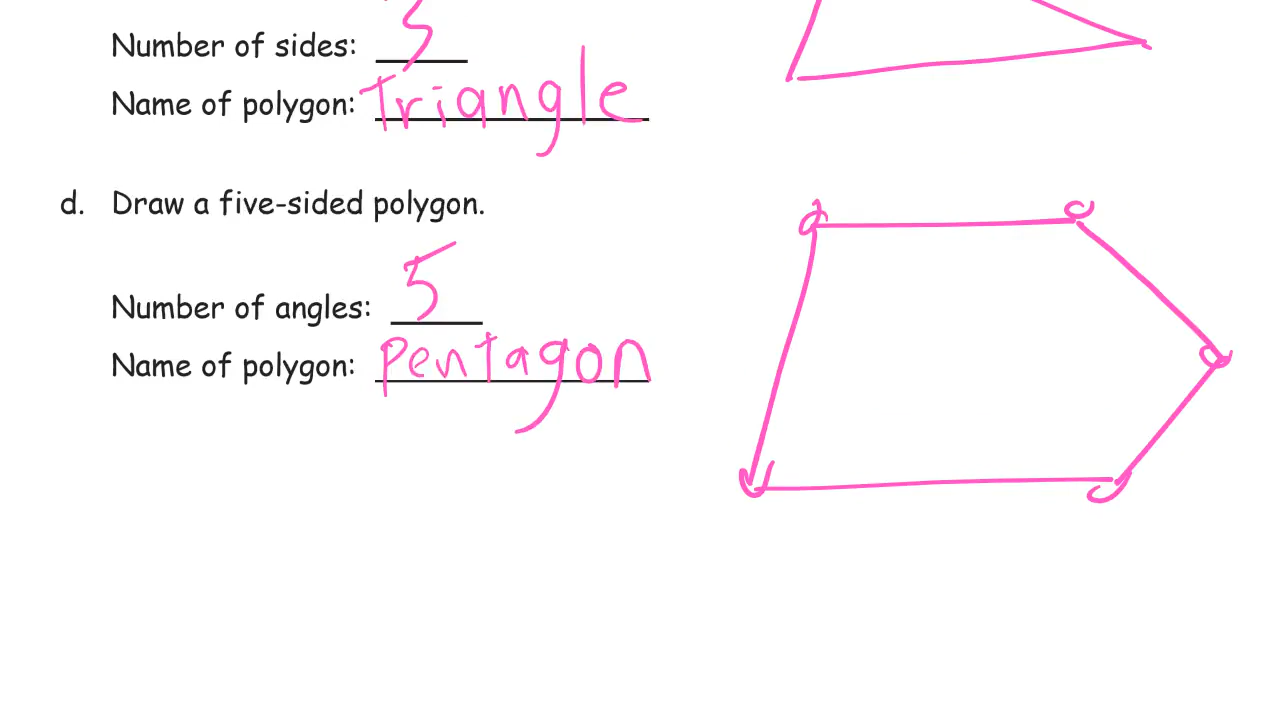 Number of sides: 3
Name of polygon: Triangle
d. Draw a five-sided polygon.
Number of angles: 5
Name of polygon: Pentagon